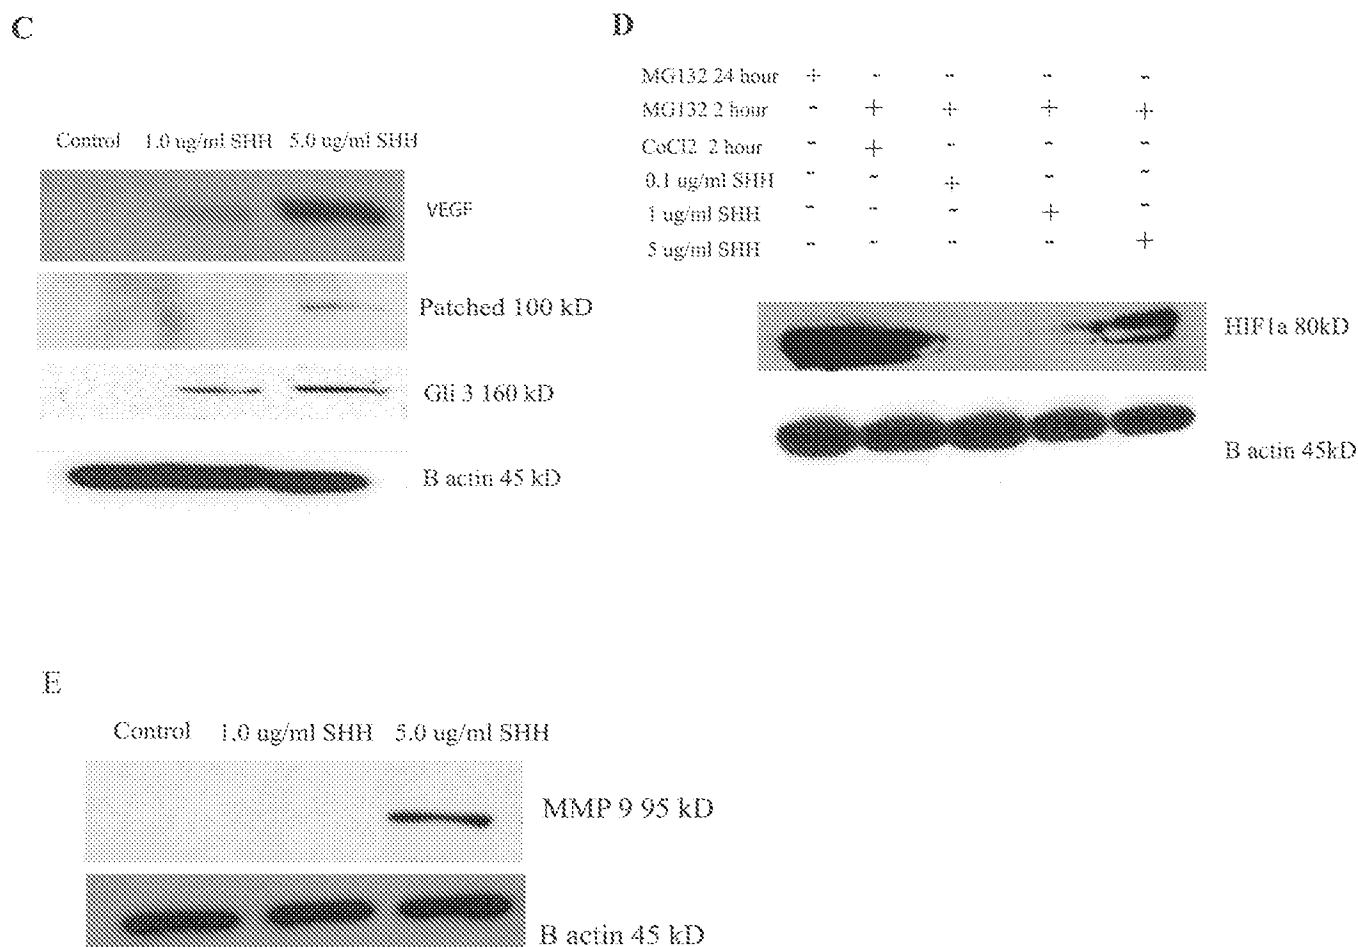 C
Control 1.0 ug/ml SHH 5.0 ug/ml SHH
VEGF
Patched 100 kD
Gli 3 160 kD
B actin 45 kD
D
MG132 24 hour + - - - -
MG132 2 hour - + + + +
CoCl2 2 hour - + - - -
0.1 ug/ml SHH - - + - -
1 ug/ml SHH - - - + -
5 ug/ml SHH - - - - +
HIF1a 80kD
B actin 45kD
E
Control 1.0 ug/ml SHH 5.0 ug/ml SHH
MMP 9 95 kD
B actin 45 kD